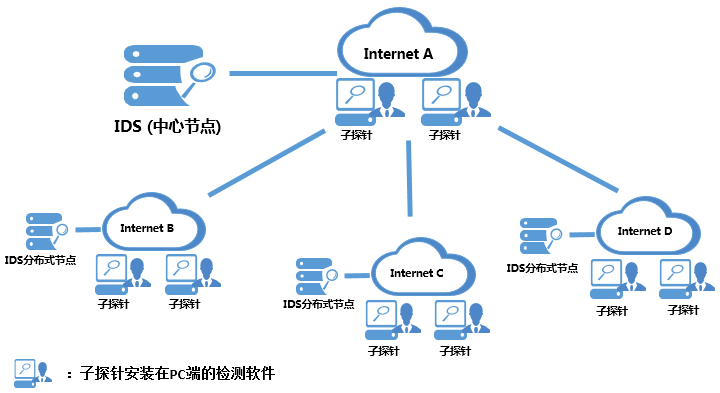 Internet A
子探针
子探针
IDS (中心节点)
Internet B
IDS分布式节点
子探针
子探针
Internet C
IDS分布式节点
子探针
子探针
Internet D
IDS分布式节点
子探针
子探针
：子探针安装在PC端的检测软件